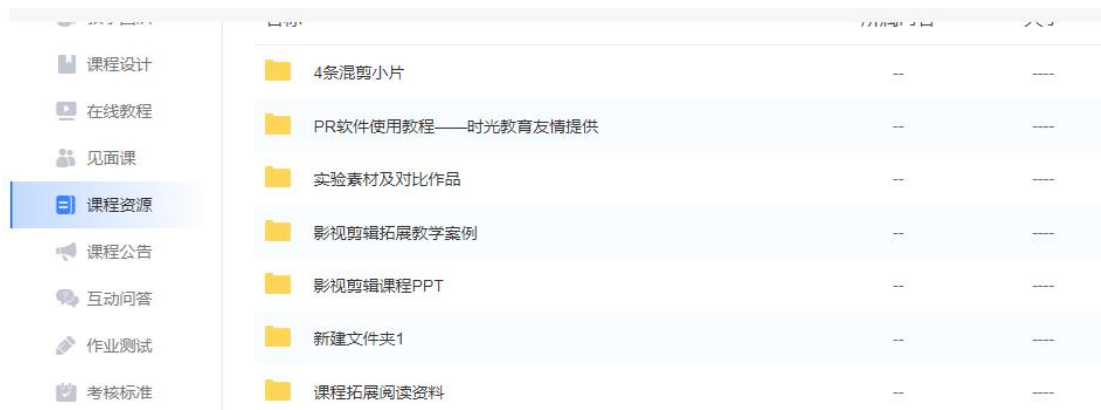 课程设计
在线教程
见面课
课程资源
课程公告
互动问答
作业测试
考核标准
4条混剪小片 -- ----
PR软件使用教程——时光教育友情提供 -- ----
实验素材及对比作品 -- ----
影视剪辑拓展教学案例 -- ----
影视剪辑课程PPT -- ----
新建文件夹1 -- ----
课程拓展阅读资料 -- ----